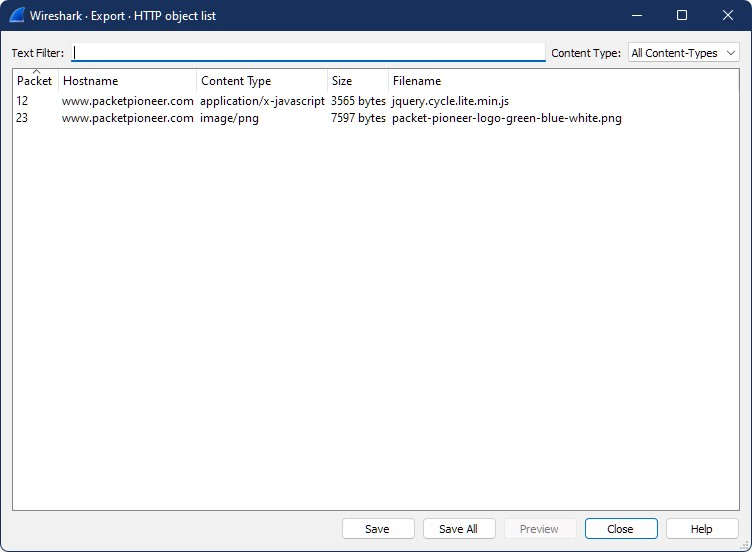 Wireshark · Export · HTTP object list
Text Filter: Content Type: All Content-Types
Packet Hostname Content Type Size Filename
12 www.packetpioneer.com application/x-javascript 3565 bytes jquery.cycle.lite.min.js
23 www.packetpioneer.com image/png 7597 bytes packet-pioneer-logo-green-blue-white.png
Save Save All Preview Close Help